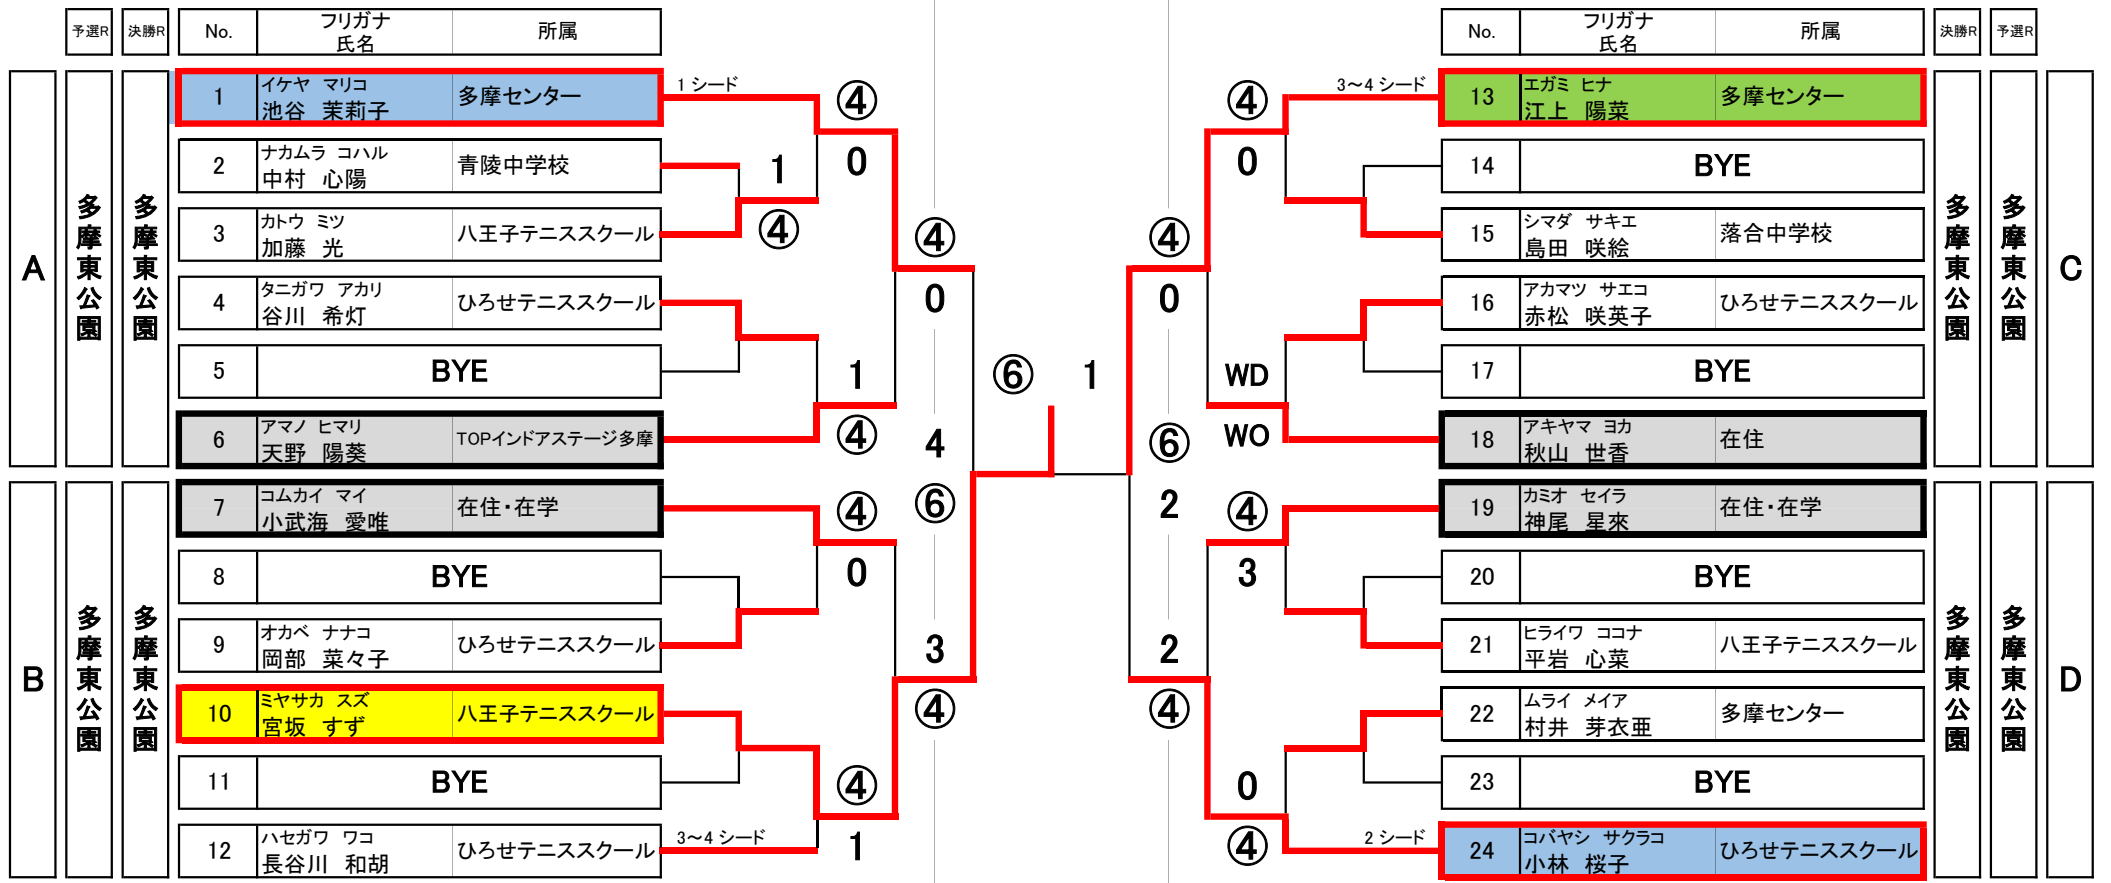 予選R 決勝R No. フリガナ 氏名 所属
A
多摩東公園
多摩東公園
1 イケヤ マリコ 池谷 茉莉子 多摩センター 1 シード
2 ナカムラ コハル 中村 心陽 青陵中学校
3 カトウ ミツ 加藤 光 八王子テニススクール
4 タニガワ アカリ 谷川 希灯 ひろせテニススクール
5 BYE
6 アマノ ヒマリ 天野 陽葵 TOPインドアステージ多摩
B
多摩東公園
多摩東公園
7 コムカイ マイ 小武海 愛唯 在住・在学
8 BYE
9 オカベ ナナコ 岡部 菜々子 ひろせテニススクール
10 ミヤサカ スズ 宮坂 すず 八王子テニススクール
11 BYE
12 ハセガワ ワコ 長谷川 和胡 ひろせテニススクール 3～4 シード
1
④
④
0
1
④
④
0
④
1
④
0
3
④
4
⑥
⑥
1
⑥
2
④
0
2
④
④
0
WD
WO
④
3
0
④
No. フリガナ 氏名 所属 決勝R 予選R
3～4 シード 13 エガミ ヒナ 江上 陽菜 多摩センター
14 BYE
15 シマダ サキエ 島田 咲絵 落合中学校
16 アカマツ サエコ 赤松 咲英子 ひろせテニススクール
17 BYE
18 アキヤマ ヨカ 秋山 世香 在住
多摩東公園
多摩東公園
C
19 カミオ セイラ 神尾 星來 在住・在学
20 BYE
21 ヒライワ ココナ 平岩 心菜 八王子テニススクール
22 ムライ メイア 村井 芽衣亜 多摩センター
23 BYE
2 シード 24 コバヤシ サクラコ 小林 桜子 ひろせテニススクール
多摩東公園
多摩東公園
D